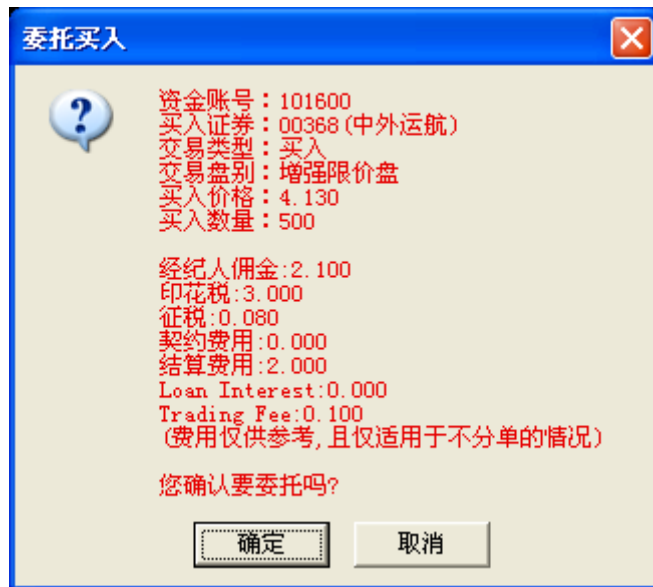 委托买入
资金账号：101600
买入证券：00368(中外运航)
交易类型：买入
交易盘别：增强限价盘
买入价格：4.130
买入数量：500
经纪人佣金:2.100
印花税:3.000
征税:0.080
契约费用:0.000
结算费用:2.000
Loan Interest:0.000
Trading Fee:0.100
(费用仅供参考,且仅适用于不分单的情况)
您确认要委托吗?
确定
取消